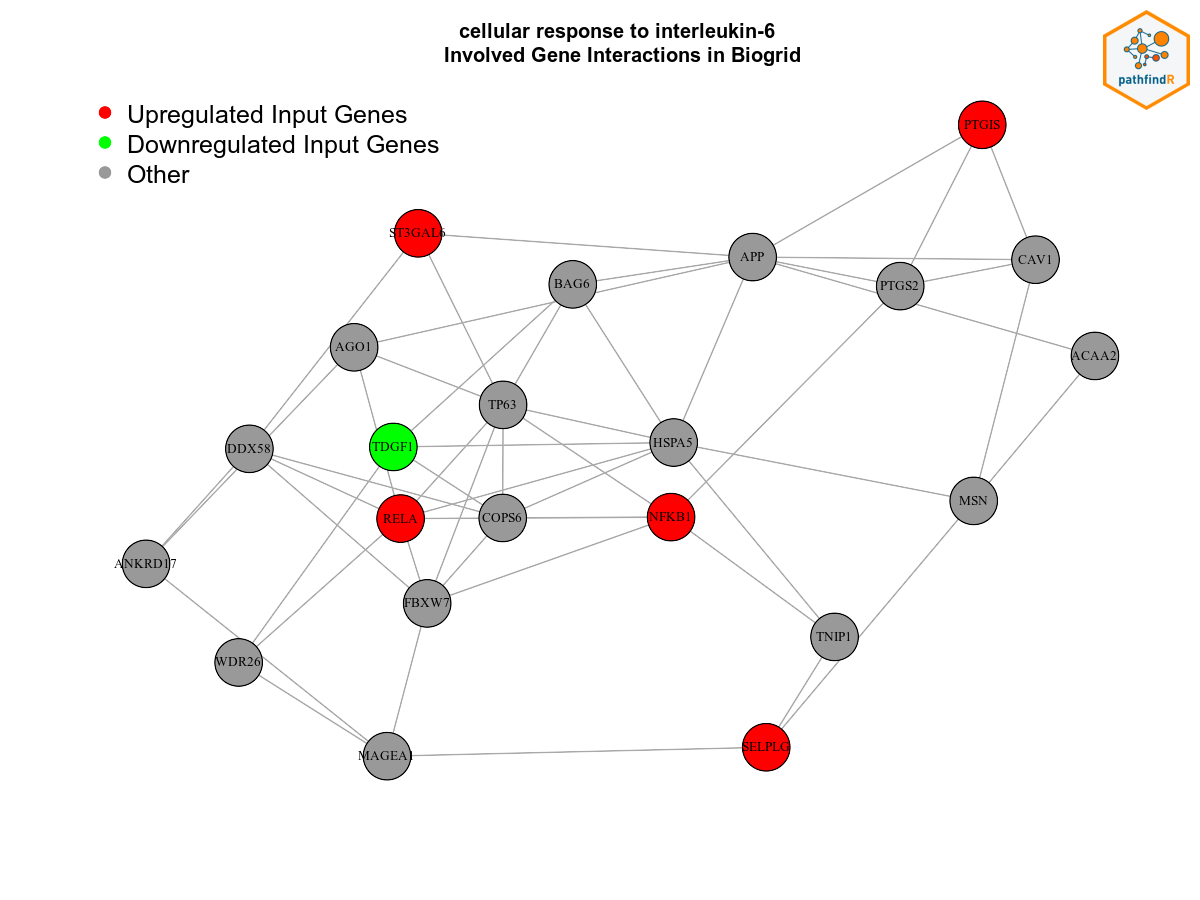 cellular response to interleukin-6
Involved Gene Interactions in Biogrid
pathfindR
Upregulated Input Genes
Downregulated Input Genes
Other
PTGIS
ST3GAL6
APP
CAV1
BAG6
PTGS2
AGO1
ACAA2
TP63
DDX58
TDGF1
HSPA5
MSN
RELA
COPS6
NFKB1
ANKRD17
FBXW7
TNIP1
WDR26
MAGEA1
SELPLG